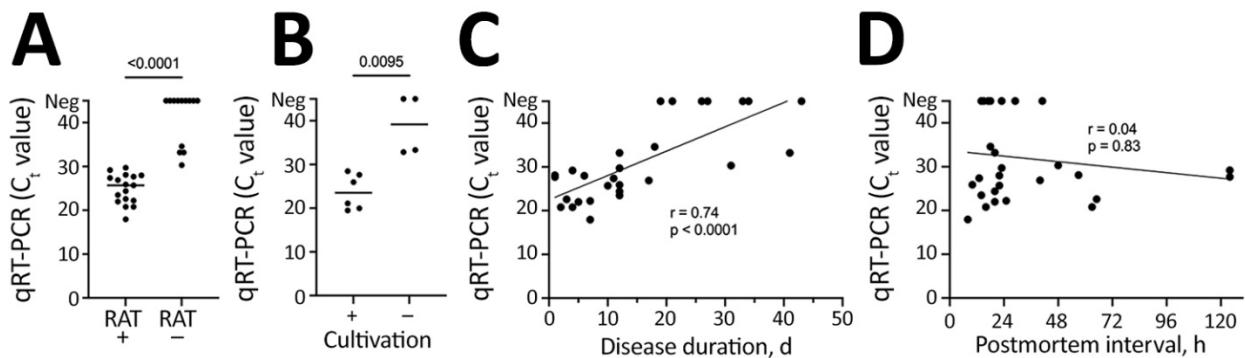 A
<0.0001
qRT-PCR (Ct value)
Neg
40
30
20
10
0
RAT RAT
+ –
B
0.0095
qRT-PCR (Ct value)
Neg
40
30
20
10
0
+ –
Cultivation
C
qRT-PCR (Ct value)
Neg
40
30
20
10
0
r = 0.74
p < 0.0001
0 10 20 30 40 50
Disease duration, d
D
qRT-PCR (Ct value)
Neg
40
30
20
10
0
r = 0.04
p = 0.83
0 24 48 72 96 120
Postmortem interval, h